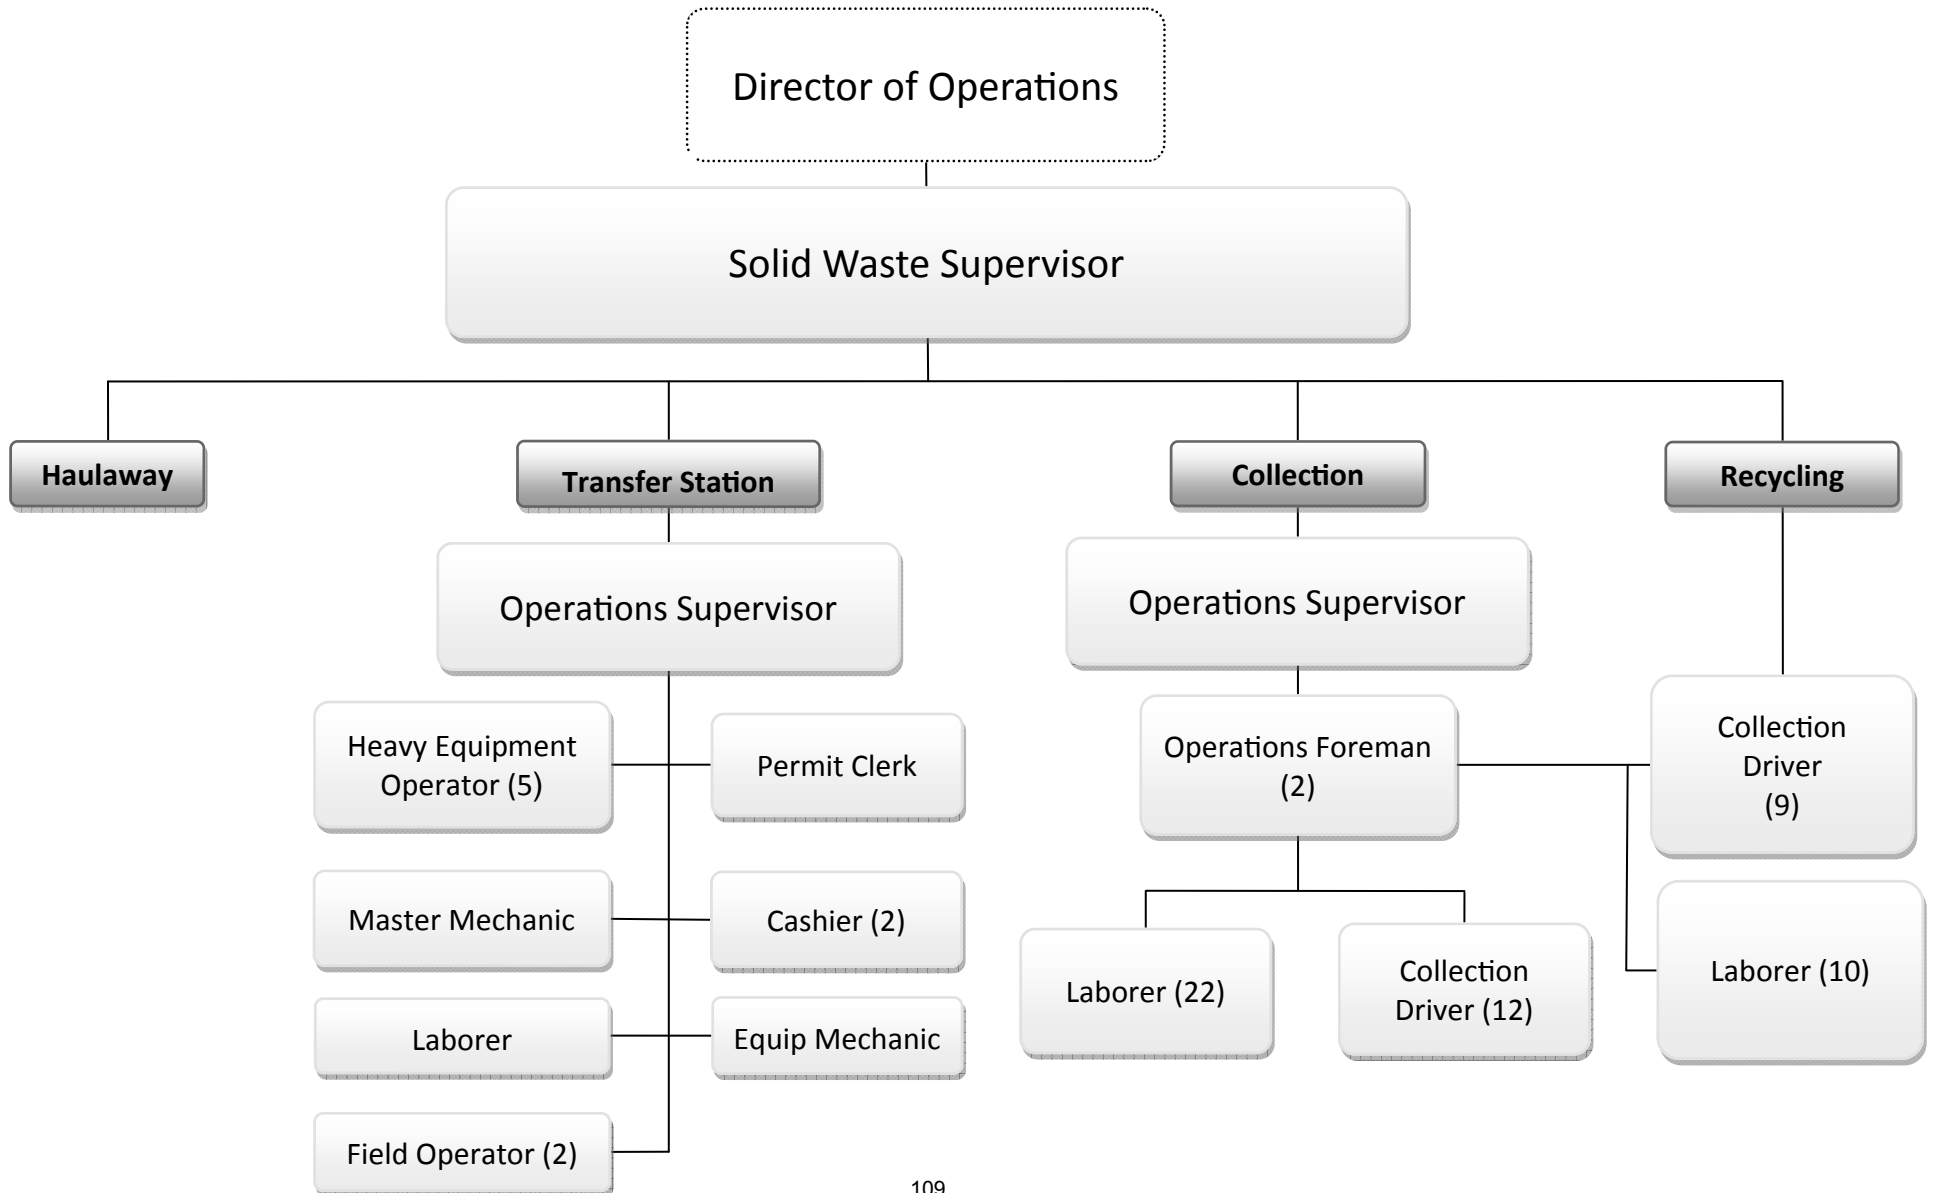 Director of Operations
Solid Waste Supervisor
Haulaway
Transfer Station
Collection
Recycling
Operations Supervisor
Operations Supervisor
Heavy Equipment
Operator (5)
Permit Clerk
Operations Foreman
(2)
Collection
Driver
(9)
Master Mechanic
Cashier (2)
Laborer (22)
Collection
Driver (12)
Laborer (10)
Laborer
Equip Mechanic
Field Operator (2)
109